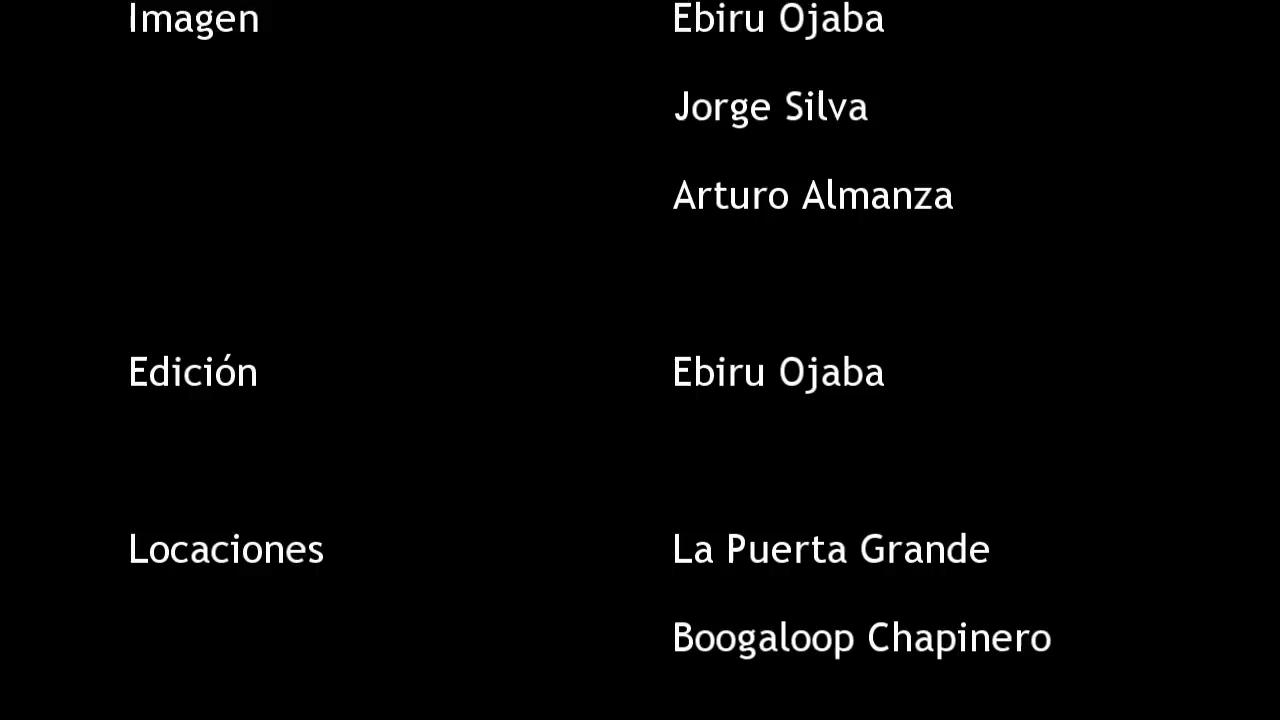 Imagen Ebiru Ojaba
Jorge Silva
Arturo Almanza
Edición Ebiru Ojaba
Locaciones La Puerta Grande
Boogaloop Chapinero